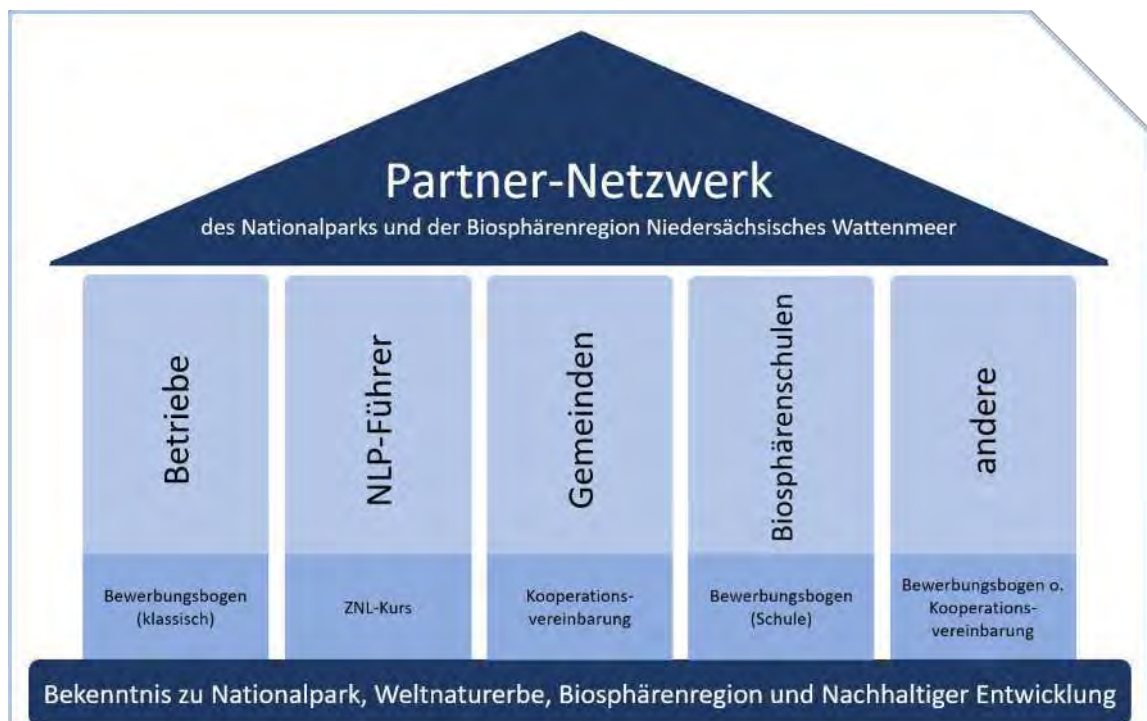 Partner-Netzwerk
des Nationalparks und der Biosphärenregion Niedersächsisches Wattenmeer
Betriebe
NLP-Führer
Gemeinden
Biosphärenschulen
andere
Bewerbungsbogen
(klassisch)
ZNL-Kurs
Kooperations-
vereinbarung
Bewerbungsbogen
(Schule)
Bewerbungsbogen o.
Kooperations-
vereinbarung
Bekenntnis zu Nationalpark, Weltnaturerbe, Biosphärenregion und Nachhaltiger Entwicklung